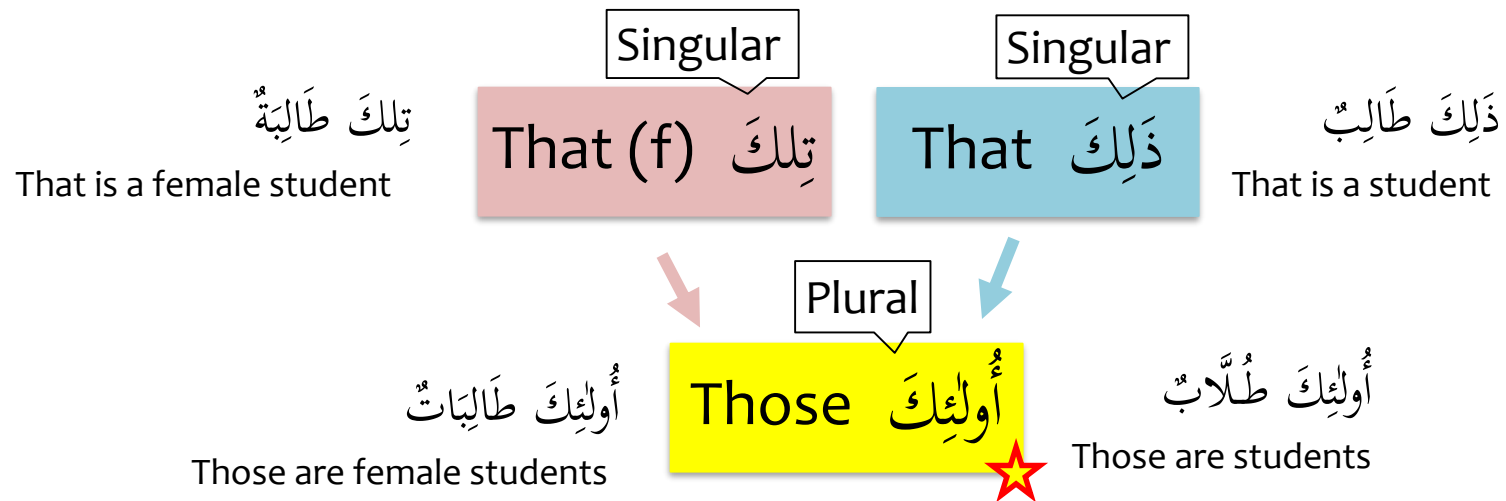 Singular
Singular
تِلكَ طَالِبَةٌ
That (f) تِلكَ
That ذَلِكَ
ذَلِكَ طَالِبٌ
That is a female student
That is a student
Plural
أُولٰئِكَ طَالِبَاتٌ
Those أُولٰئِكَ
أُولٰئِكَ طُلَّابٌ
Those are female students
Those are students